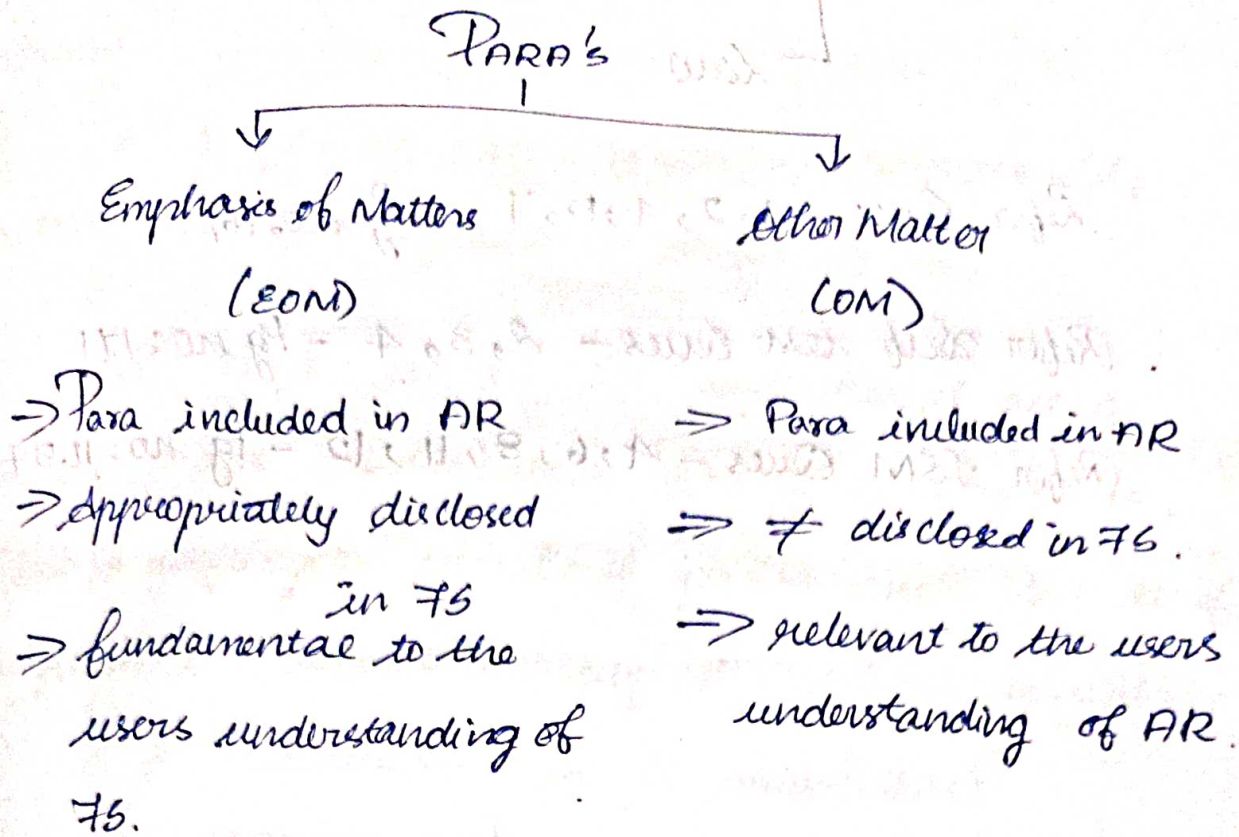 PARA's
Emphasis of Matters
(EOM)
⇒ Para included in AR
⇒ Appropriately disclosed
in FS
⇒ fundamental to the
users understanding of
FS.
Other Matter
(OM)
⇒ Para included in AR
⇒ ≠ disclosed in FS.
⇒ relevant to the users
understanding of AR.